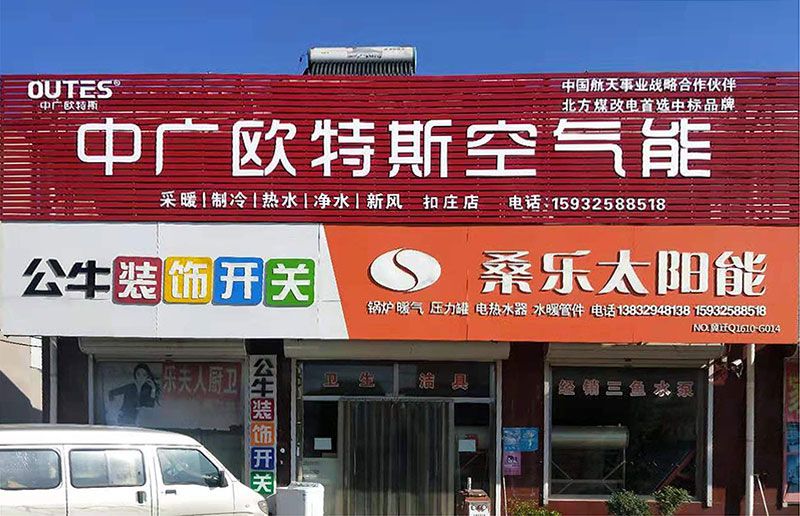 OUTES®
中广欧特斯
中国航天事业战略合作伙伴
北方煤改电首选中标品牌
中广欧特斯空气能
采暖|制冷|热水|净水|新风 扣庄店 电话:15932588518
公牛装饰开关
桑乐太阳能
锅炉暖气 压力罐 电热水器 水暖管件 电话13832948138 15932588518
NO.冀迁Q1610-G014
乐夫人厨卫
公牛装饰开关
卫生洁具
经销三鱼水泵